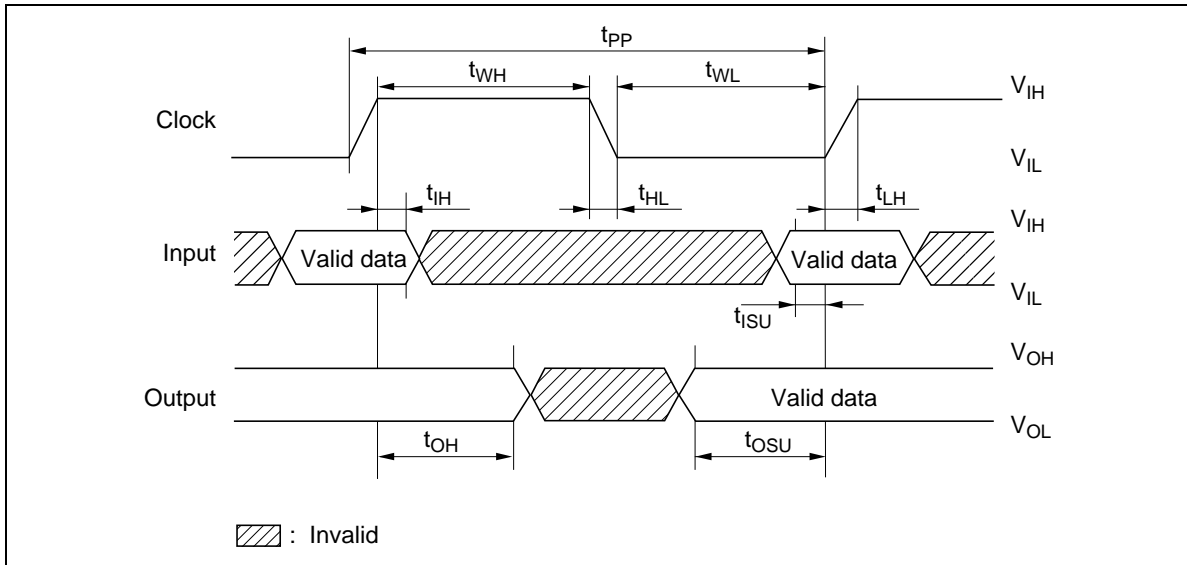 tPP
tWH
tWL
VIH
Clock
VIL
tIH
tHL
tLH
VIH
Input
Valid data
Valid data
VIL
tISU
VOH
Output
Valid data
VOL
tOH
tOSU
: Invalid